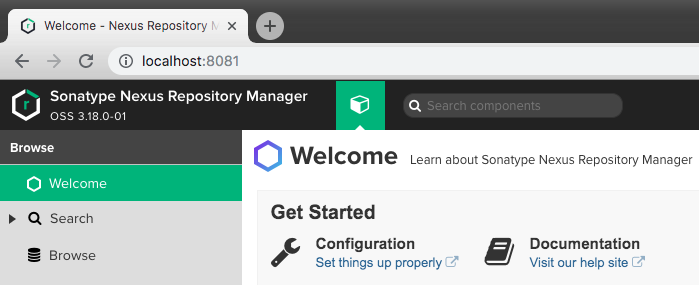 Welcome - Nexus Repository M
localhost:8081
Sonatype Nexus Repository Manager
OSS 3.18.0-01
Search components
Browse
Welcome
Search
Browse
Welcome Learn about Sonatype Nexus Repository Manager
Get Started
Configuration
Set things up properly
Documentation
Visit our help site